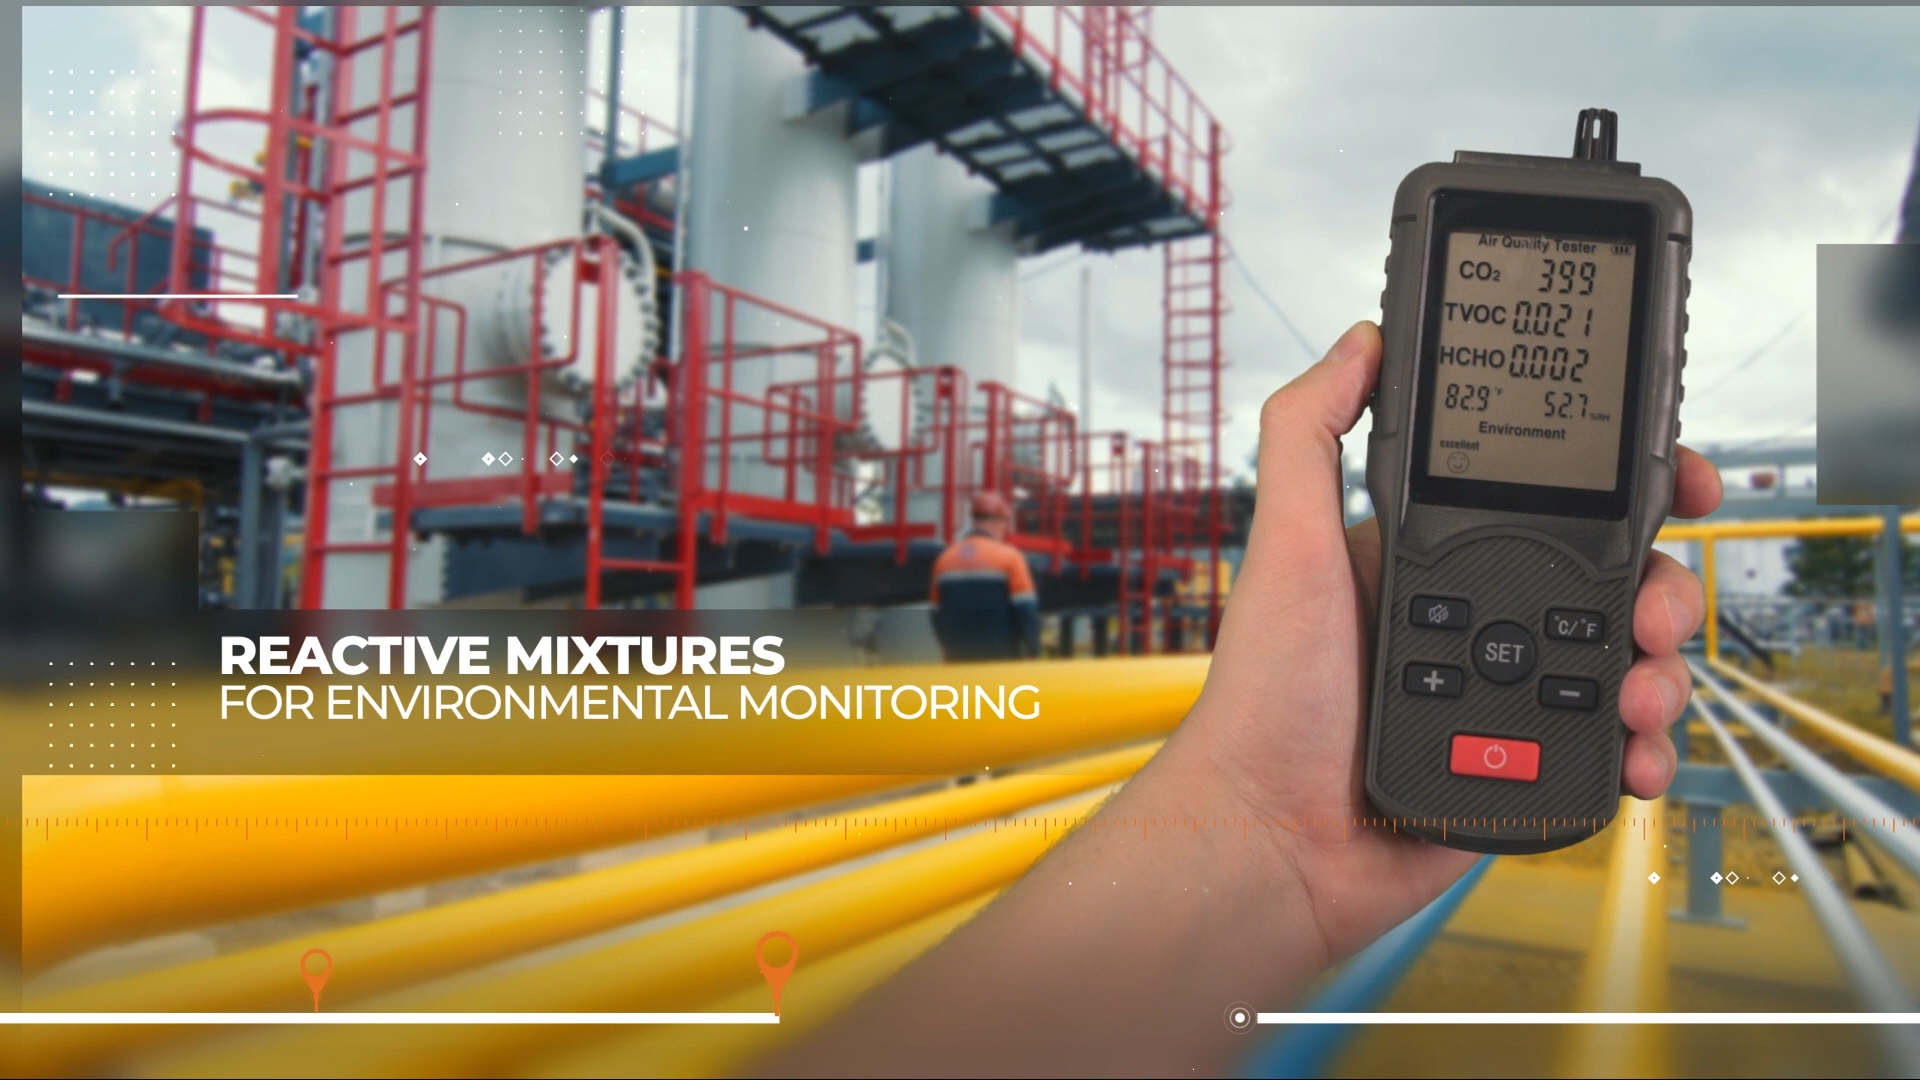 Air Quality Tester
CO₂ 399
TVOC 0.021
HCHO 0.002
82.9 °F 52.7 %RH
Environment
excellent
°C/°F
SET
+ −
REACTIVE MIXTURES
FOR ENVIRONMENTAL MONITORING